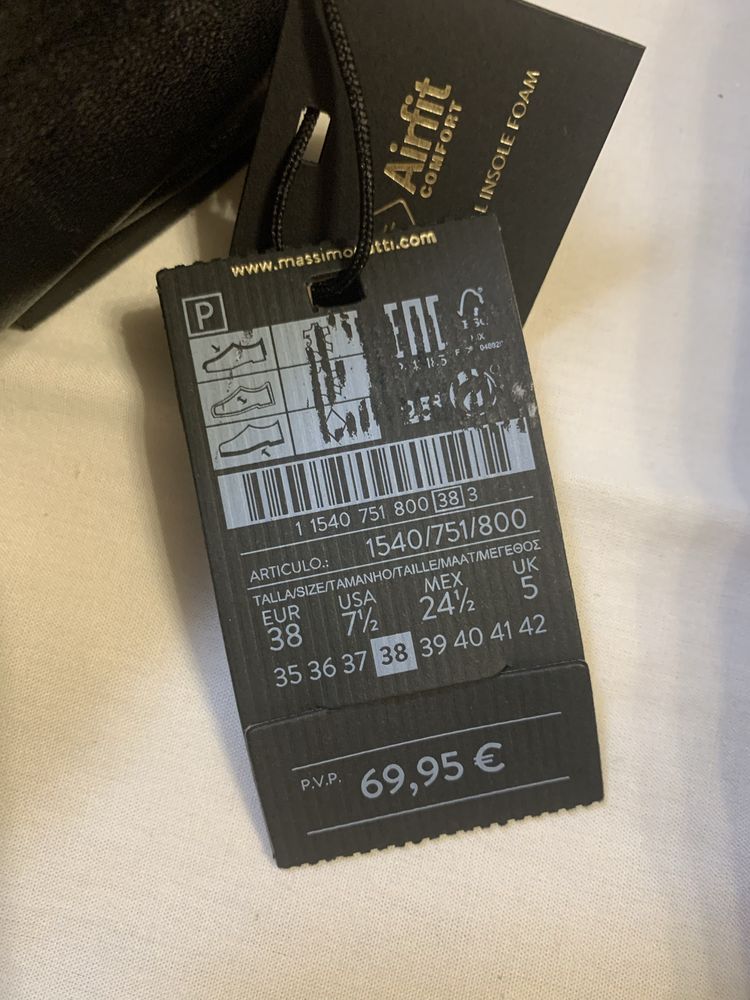 Airfit
COMFORT
INSOLE FOAM
www.massimodutti.com
P
1 1540 751 800 38 3
ARTICULO.: 1540/751/800
TALLA/SIZE/TAMANHO/TAILLE/MAAT/ΜΕΓΕΘΟΣ
EUR USA MEX UK
38 7½ 24½ 5
35 36 37 38 39 40 41 42
P.V.P. 69,95 €